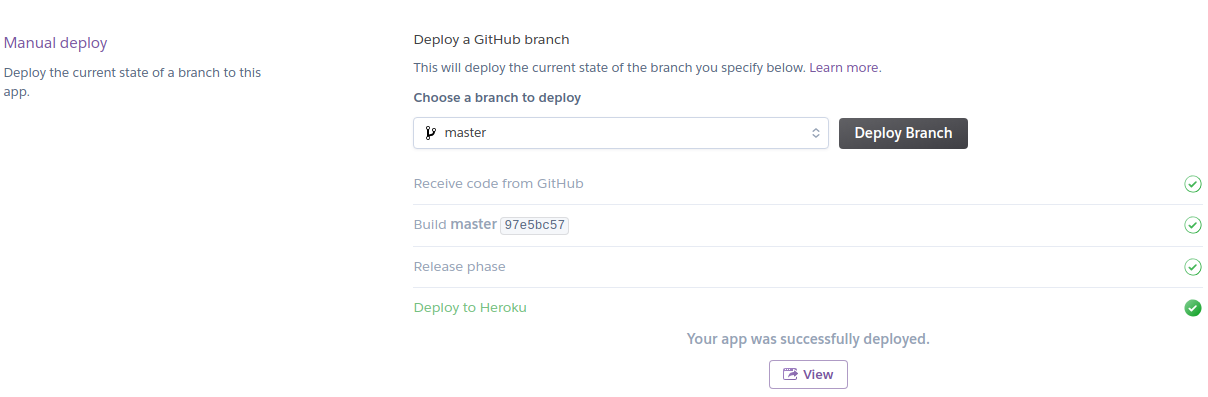 Manual deploy
Deploy the current state of a branch to this
app.
Deploy a GitHub branch
This will deploy the current state of the branch you specify below. Learn more.
Choose a branch to deploy
master
Deploy Branch
Receive code from GitHub
Build master 97e5bc57
Release phase
Deploy to Heroku
Your app was successfully deployed.
View